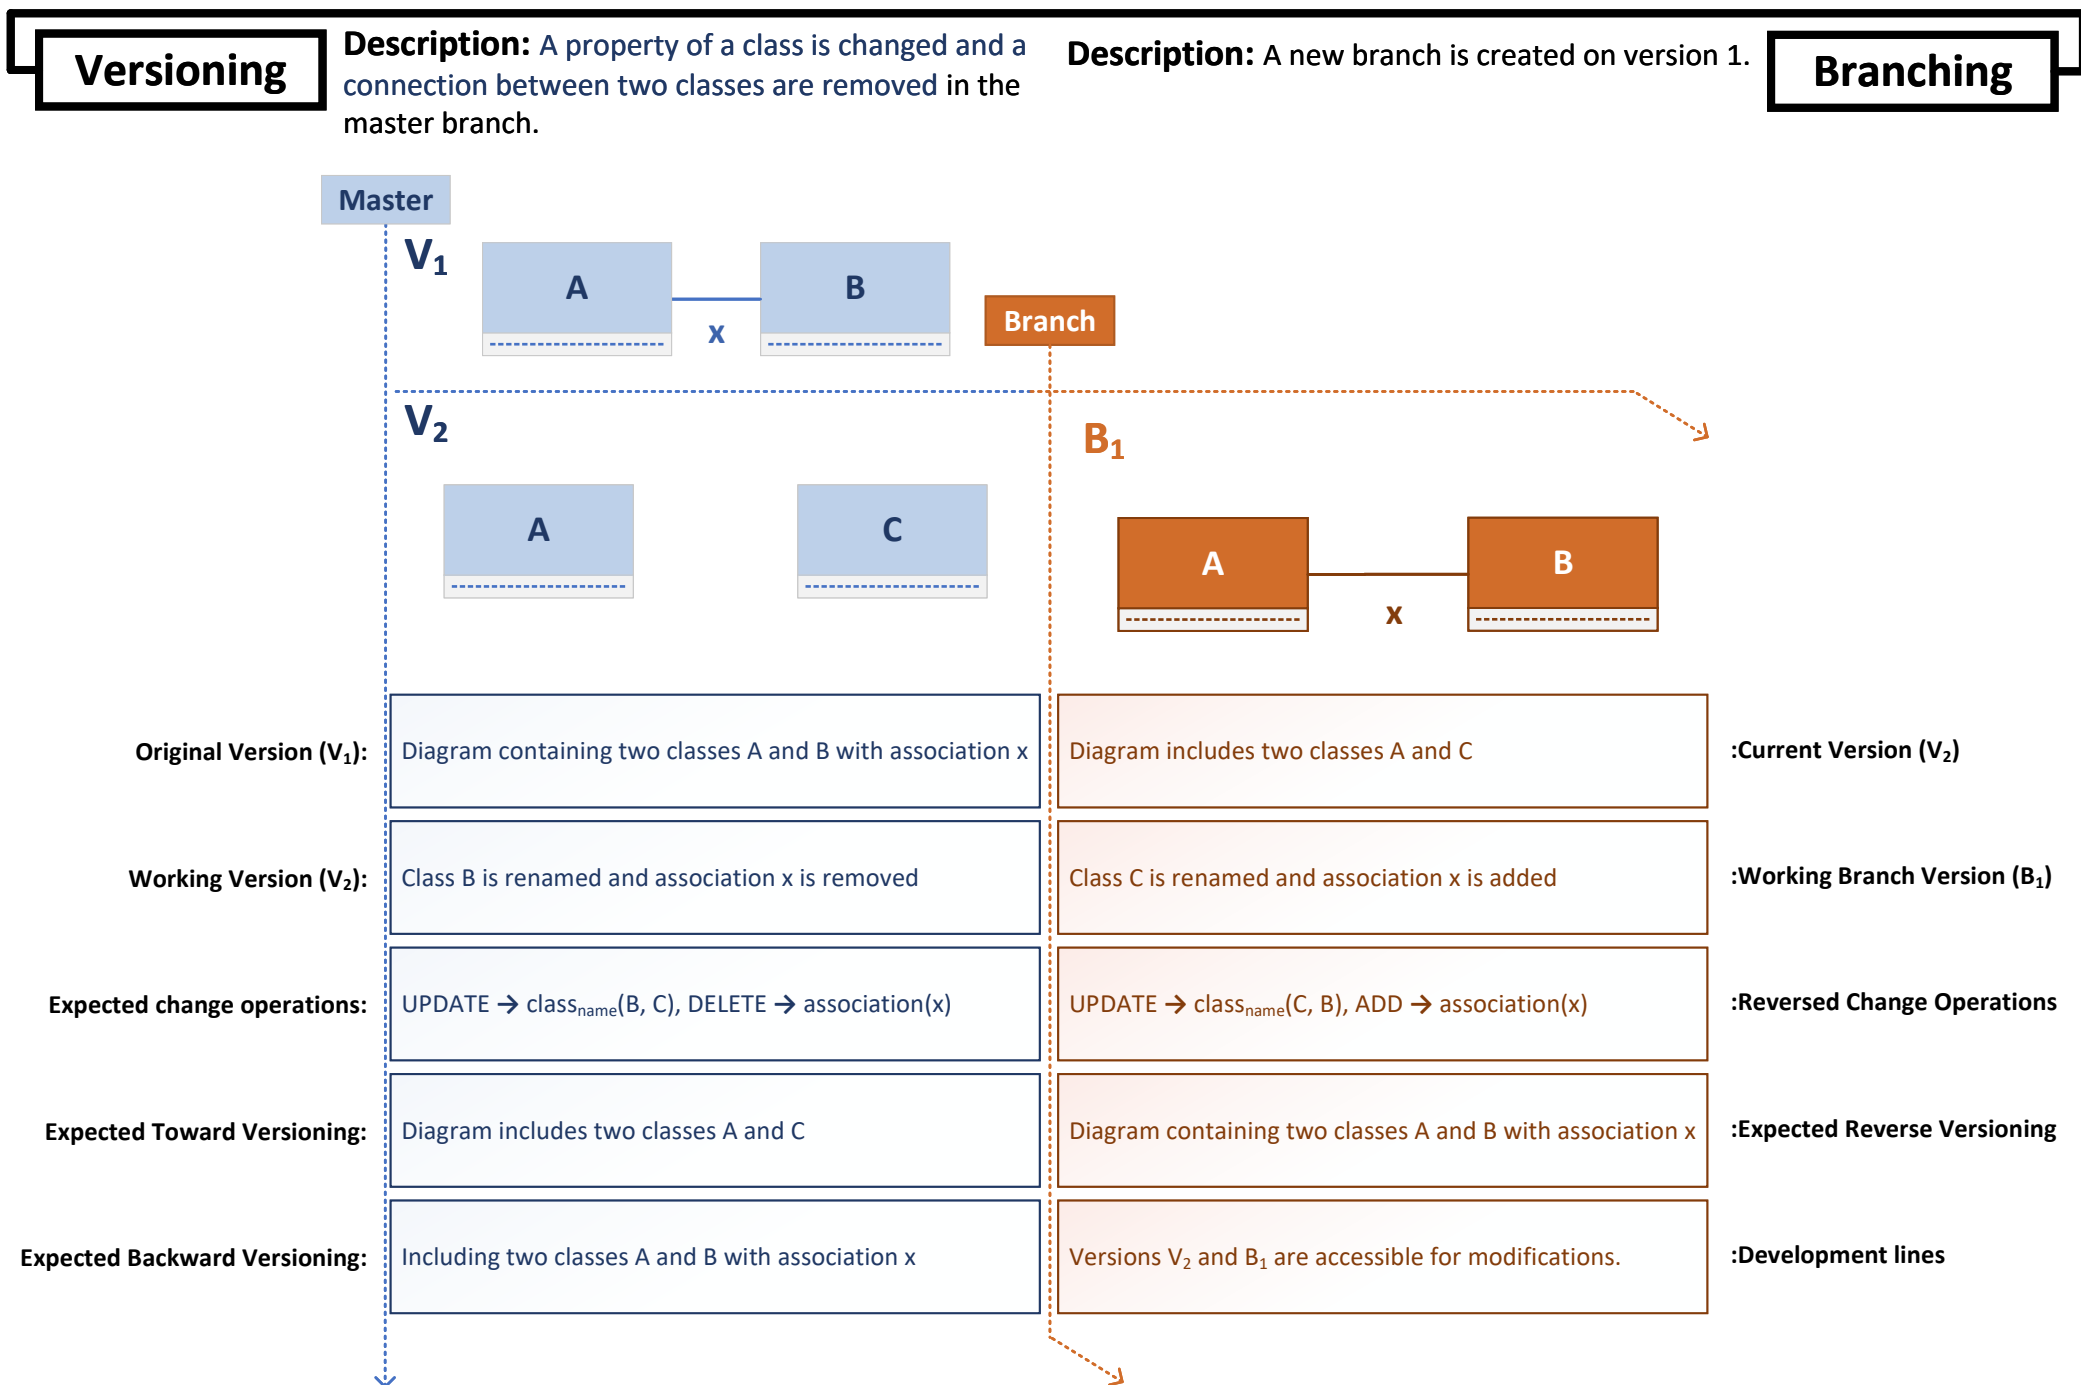 Versioning
Description: A property of a class is changed and a
connection between two classes are removed in the
master branch.
Description: A new branch is created on version 1.
Branching
Master
V₁
A
B
x
Branch
V₂
A
C
B₁
A
B
x
Original Version (V₁):
Diagram containing two classes A and B with association x
Diagram includes two classes A and C
:Current Version (V₂)
Working Version (V₂):
Class B is renamed and association x is removed
Class C is renamed and association x is added
:Working Branch Version (B₁)
Expected change operations:
UPDATE → class_name(B, C), DELETE → association(x)
UPDATE → class_name(C, B), ADD → association(x)
:Reversed Change Operations
Expected Toward Versioning:
Diagram includes two classes A and C
Diagram containing two classes A and B with association x
:Expected Reverse Versioning
Expected Backward Versioning:
Including two classes A and B with association x
Versions V₂ and B₁ are accessible for modifications.
:Development lines